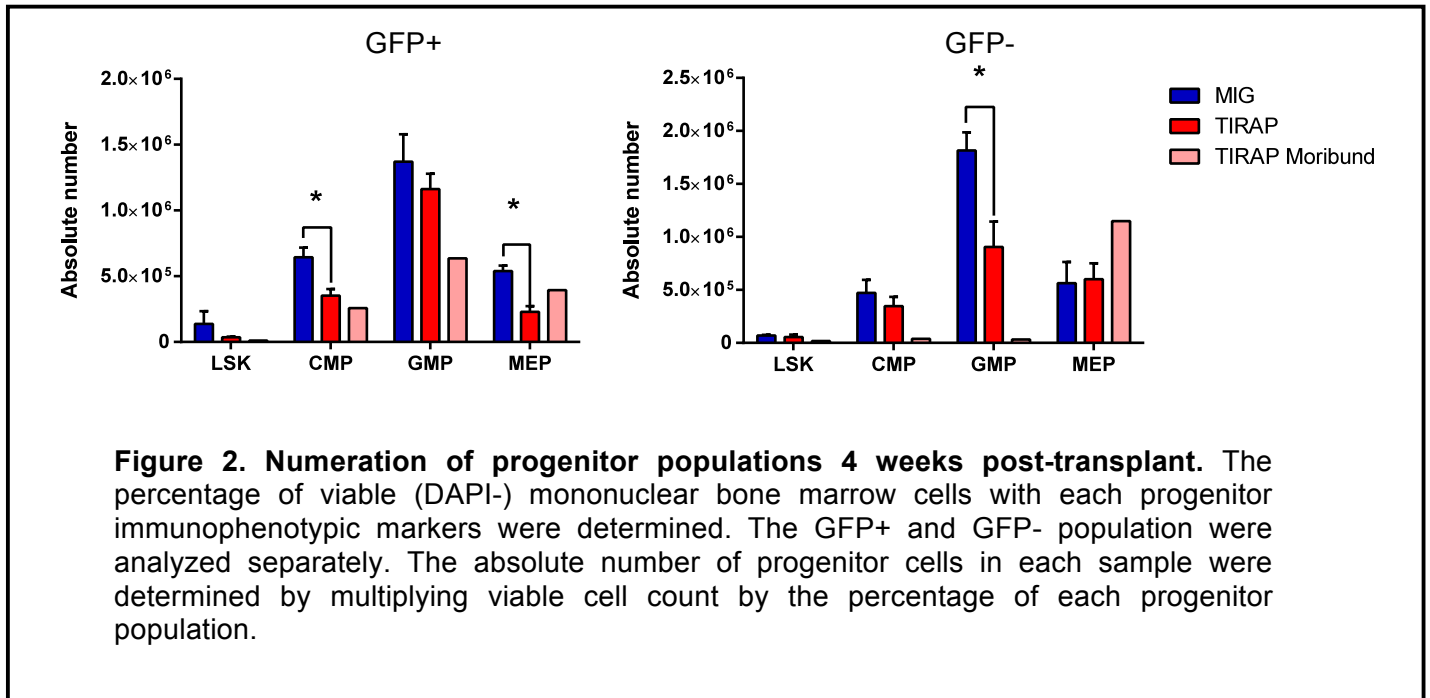 GFP+
2.0×10⁶
1.5×10⁶
1.0×10⁶
5.0×10⁵
0
Absolute number
*
*
LSK CMP GMP MEP
GFP-
2.5×10⁶
2.0×10⁶
1.5×10⁶
1.0×10⁶
5.0×10⁵
0
Absolute number
*
LSK CMP GMP MEP
MIG
TIRAP
TIRAP Moribund
Figure 2. Numeration of progenitor populations 4 weeks post-transplant. The
percentage of viable (DAPI-) mononuclear bone marrow cells with each progenitor
immunophenotypic markers were determined. The GFP+ and GFP- population were
analyzed separately. The absolute number of progenitor cells in each sample were
determined by multiplying viable cell count by the percentage of each progenitor
population.